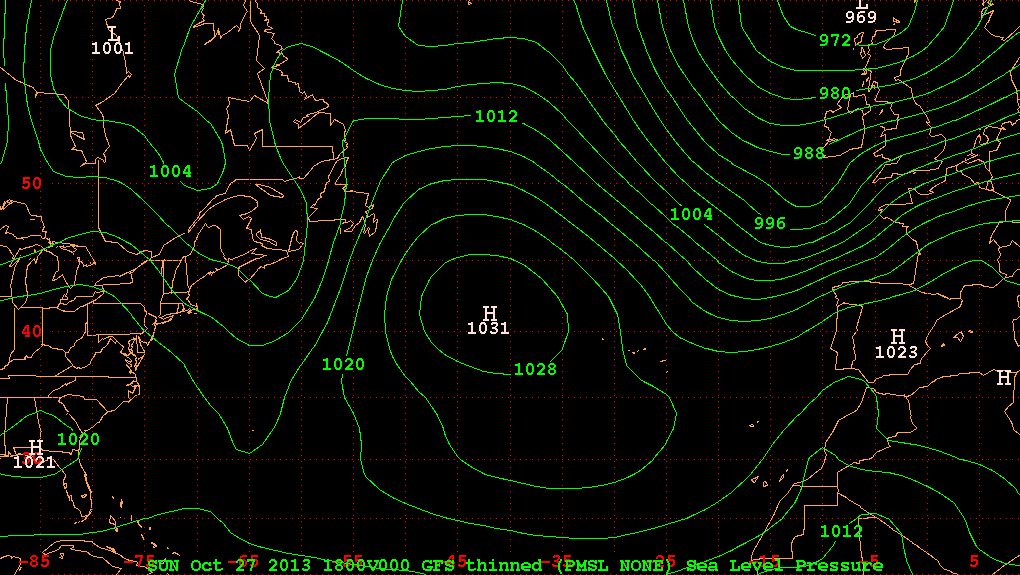 L
969
L
1001
972
980
1012
988
1004
50
1004
996
H
1031
40
H
1023
1020
1028
H
1020
H
1021
1012
-85 -75 -65 -55 -45 -35 -25 -15 -5 5
SUN Oct 27 2013 1800V000 GFS thinned (PMSL NONE) Sea Level Pressure